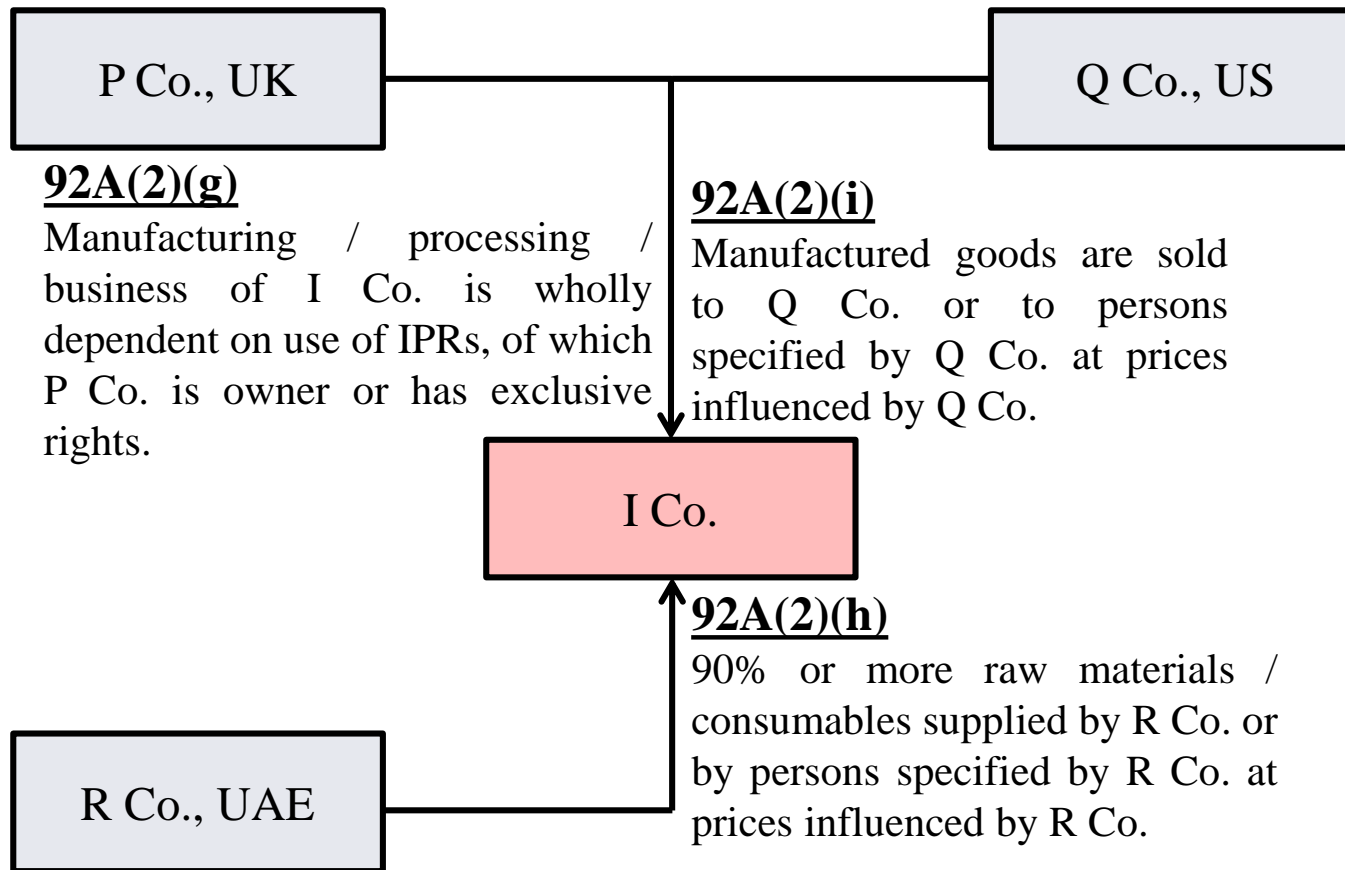 P Co., UK
Q Co., US
92A(2)(g)
Manufacturing / processing /
business of I Co. is wholly
dependent on use of IPRs, of which
P Co. is owner or has exclusive
rights.
92A(2)(i)
Manufactured goods are sold
to Q Co. or to persons
specified by Q Co. at prices
influenced by Q Co.
I Co.
92A(2)(h)
90% or more raw materials /
consumables supplied by R Co. or
by persons specified by R Co. at
prices influenced by R Co.
R Co., UAE